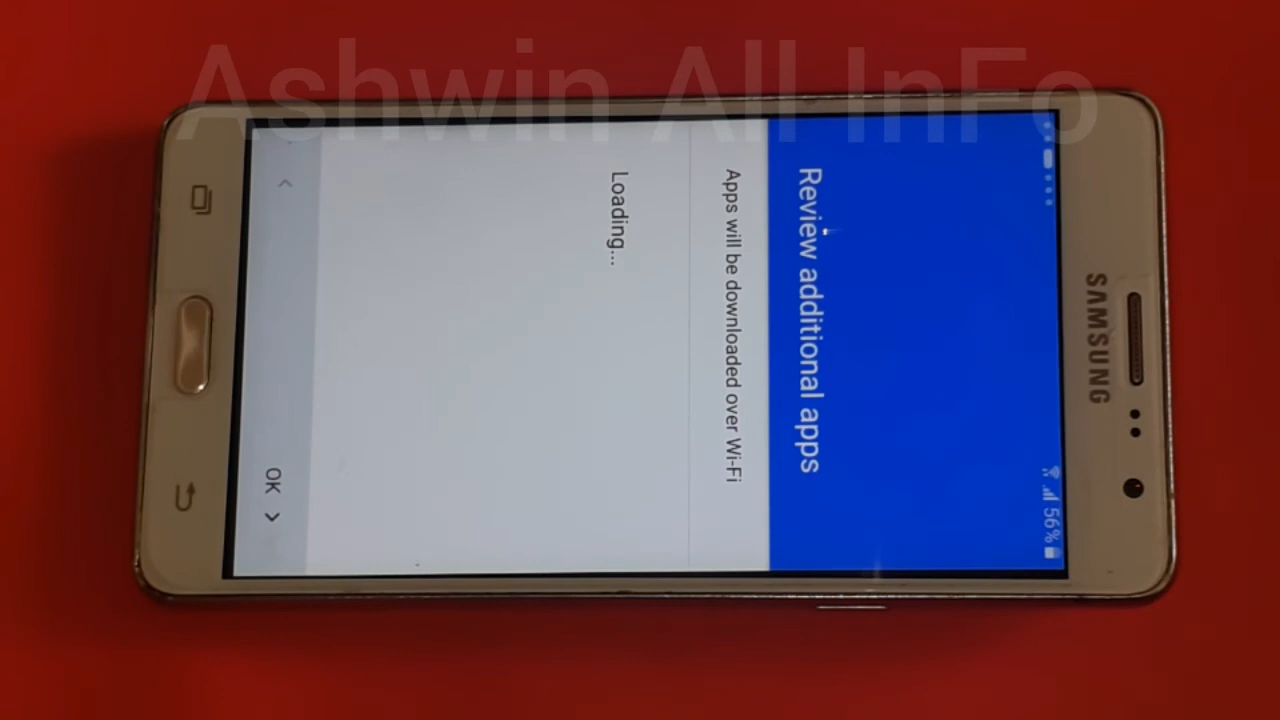 Ashwin All InFo
SAMSUNG
56%
Review additional apps
Apps will be downloaded over Wi-Fi
Loading...
OK